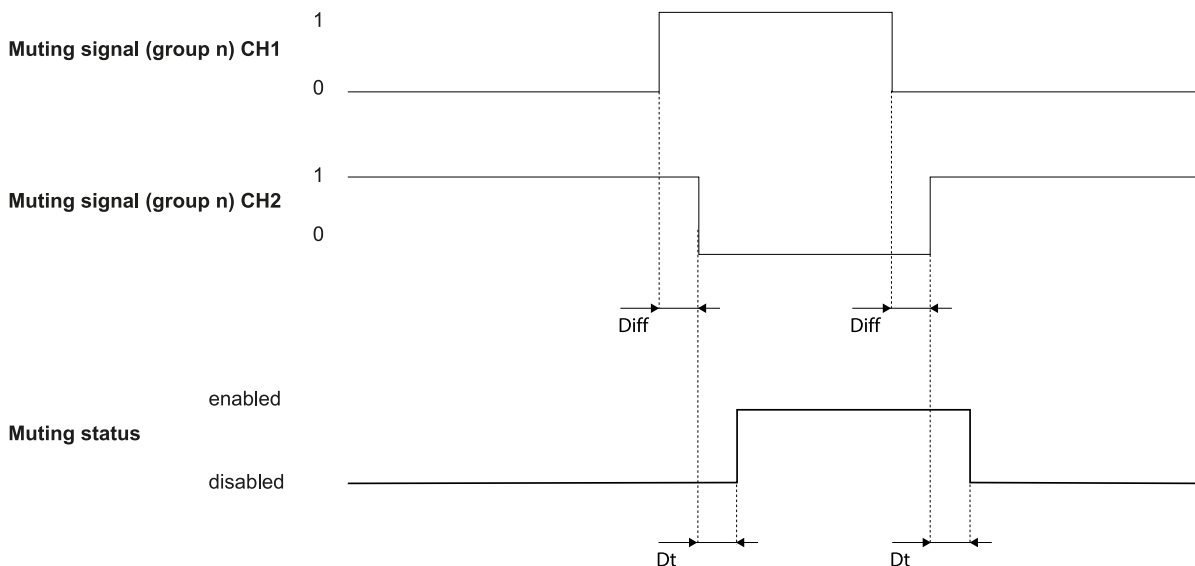 1
Muting signal (group n) CH1
0
1
Muting signal (group n) CH2
0
Diff
Diff
enabled
Muting status
disabled
Dt
Dt